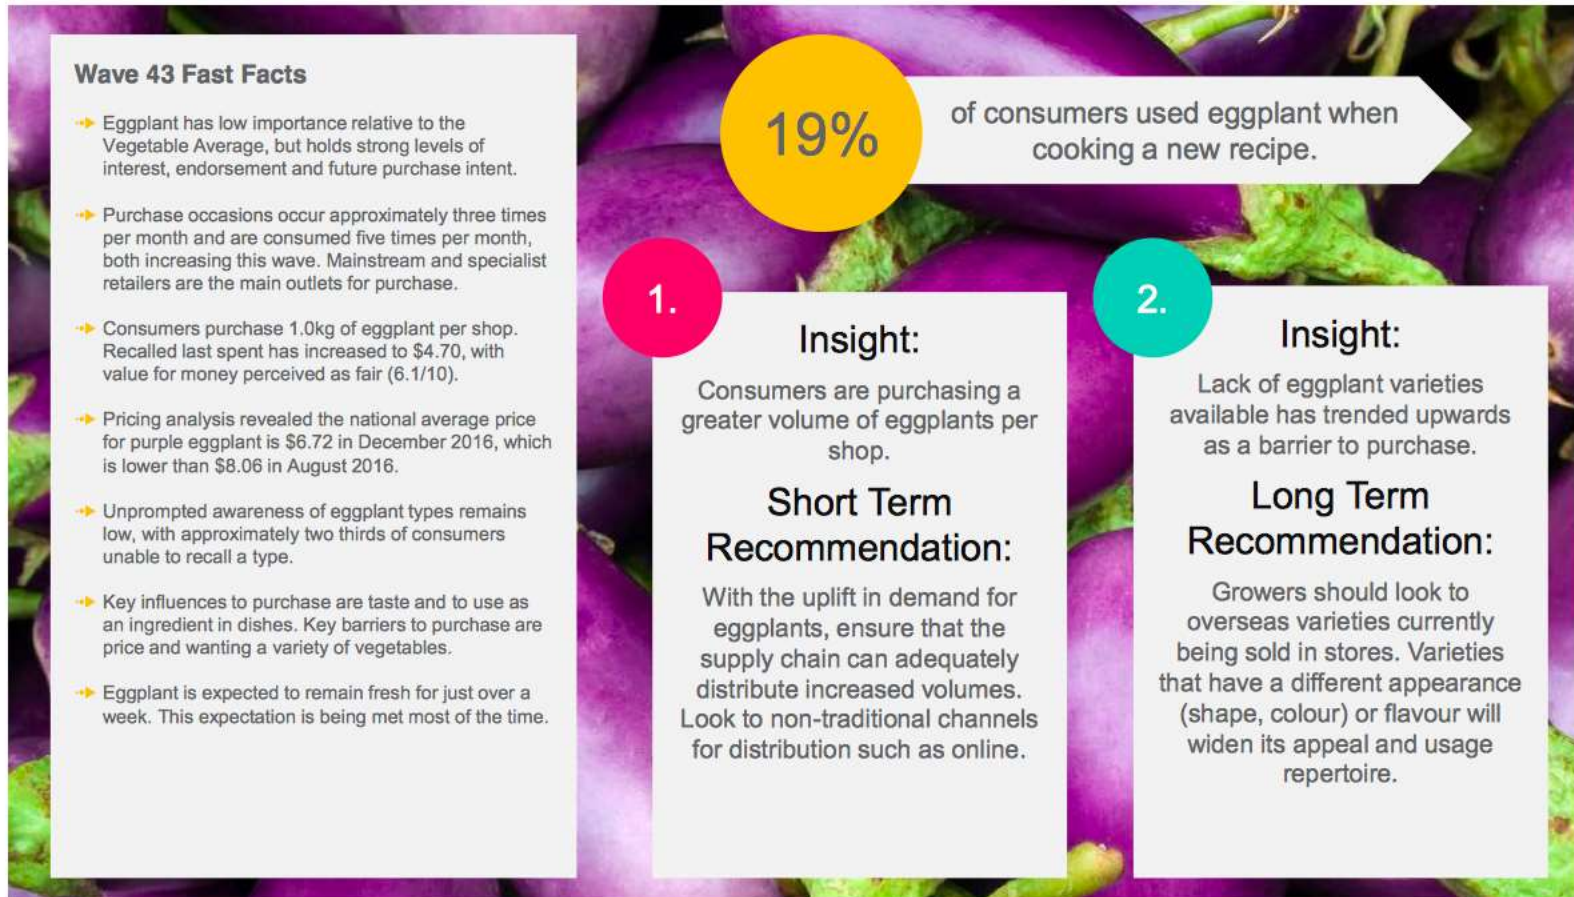 Wave 43 Fast Facts
Eggplant has low importance relative to the
Vegetable Average, but holds strong levels of
interest, endorsement and future purchase intent.
Purchase occasions occur approximately three times
per month and are consumed five times per month,
both increasing this wave. Mainstream and specialist
retailers are the main outlets for purchase.
Consumers purchase 1.0kg of eggplant per shop.
Recalled last spent has increased to $4.70, with
value for money perceived as fair (6.1/10).
Pricing analysis revealed the national average price
for purple eggplant is $6.72 in December 2016, which
is lower than $8.06 in August 2016.
Unprompted awareness of eggplant types remains
low, with approximately two thirds of consumers
unable to recall a type.
Key influences to purchase are taste and to use as
an ingredient in dishes. Key barriers to purchase are
price and wanting a variety of vegetables.
Eggplant is expected to remain fresh for just over a
week. This expectation is being met most of the time.
19%
of consumers used eggplant when
cooking a new recipe.
1.
Insight:
Consumers are purchasing a
greater volume of eggplants per
shop.
Short Term
Recommendation:
With the uplift in demand for
eggplants, ensure that the
supply chain can adequately
distribute increased volumes.
Look to non-traditional channels
for distribution such as online.
2.
Insight:
Lack of eggplant varieties
available has trended upwards
as a barrier to purchase.
Long Term
Recommendation:
Growers should look to
overseas varieties currently
being sold in stores. Varieties
that have a different appearance
(shape, colour) or flavour will
widen its appeal and usage
repertoire.